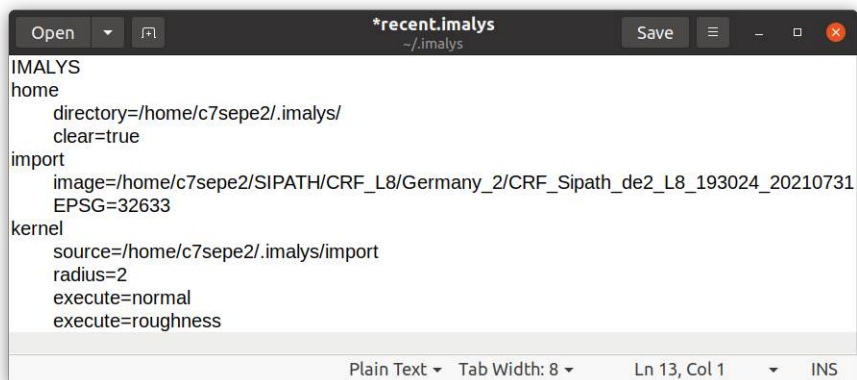 Open
*recent.imalys
~/.imalys
Save
IMALYS
home
directory=/home/c7sepe2/.imalys/
clear=true
import
image=/home/c7sepe2/SIPATH/CRF_L8/Germany_2/CRF_Sipath_de2_L8_193024_20210731
EPSG=32633
kernel
source=/home/c7sepe2/.imalys/import
radius=2
execute=normal
execute=roughness
Plain Text Tab Width: 8 Ln 13, Col 1 INS